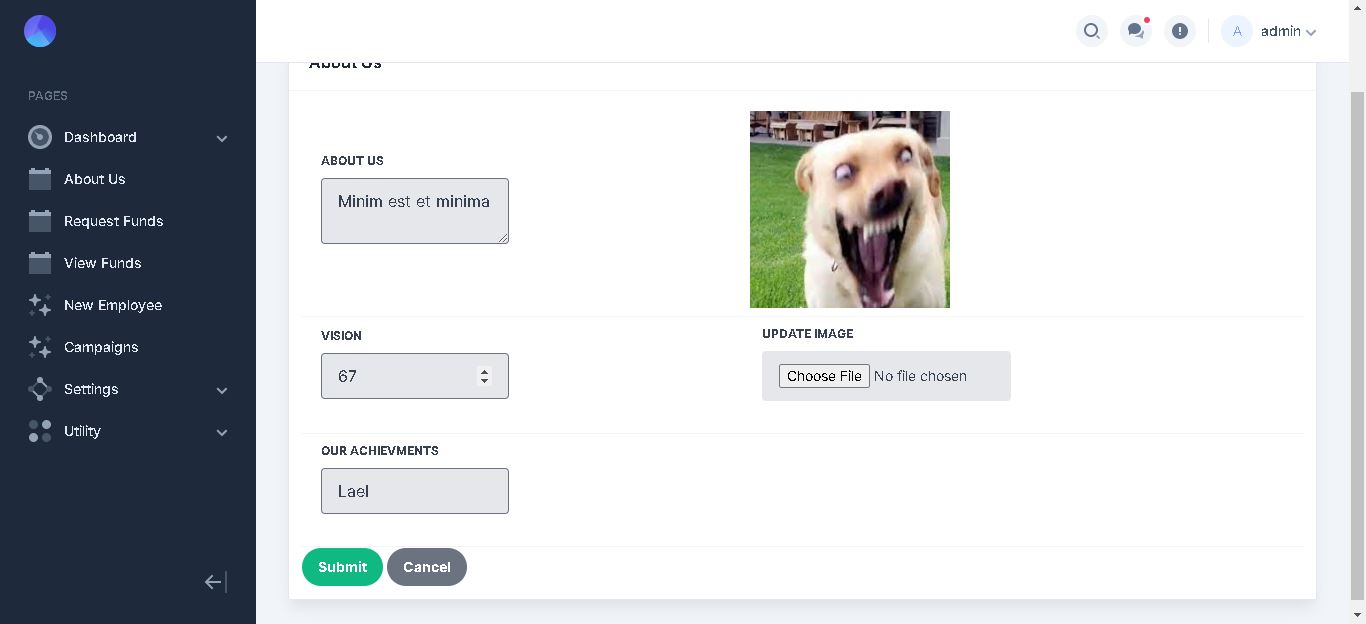 admin
A
PAGES
Dashboard
About Us
Request Funds
View Funds
New Employee
Campaigns
Settings
Utility
About Us
ABOUT US
Minim est et minima
VISION
67
UPDATE IMAGE
Choose File No file chosen
OUR ACHIEVMENTS
Lael
Submit
Cancel